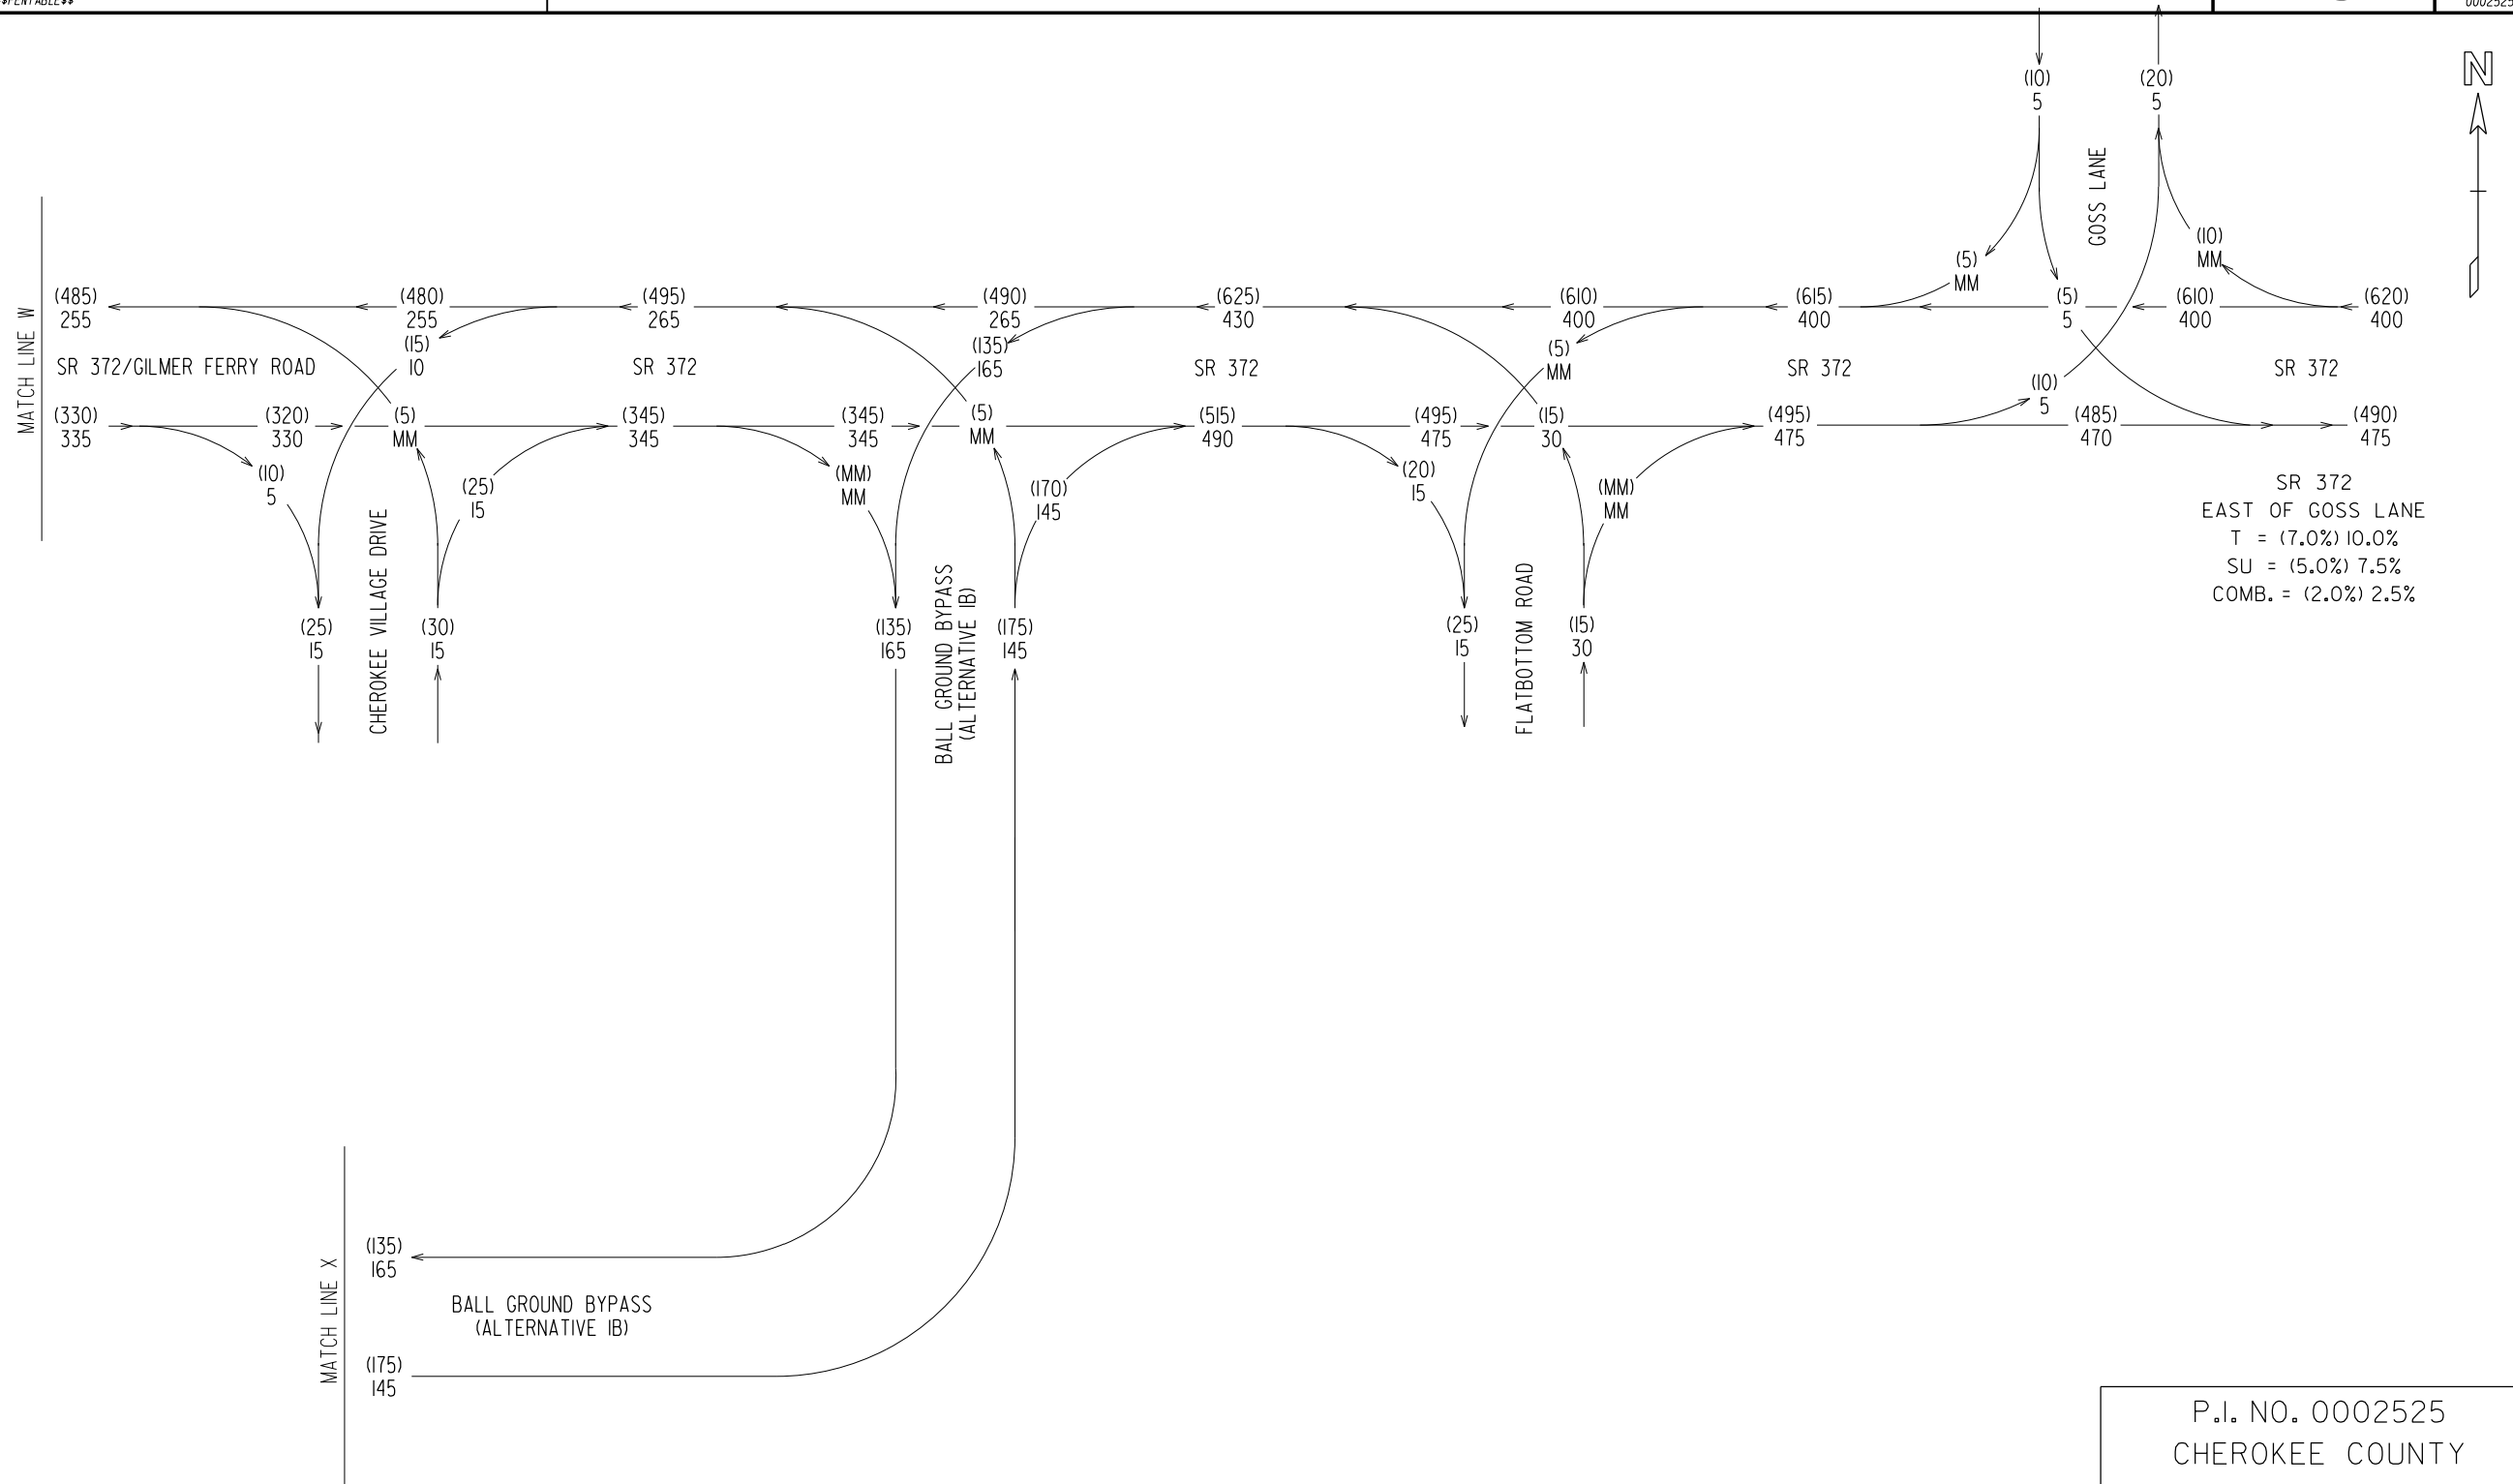 $PENTABLE$$
0002525
N
(10)
5
(20)
5
GOSS LANE
(10)
MM
(5)
MM
MATCH LINE W
(485)
255
(480)
255
(495)
265
(490)
265
(625)
430
(610)
400
(615)
400
(5)
5
(610)
400
(620)
400
(15)
10
(135)
165
(5)
MM
SR 372/GILMER FERRY ROAD
SR 372
SR 372
SR 372
SR 372
(10)
5
(330)
335
(320)
330
(5)
MM
(345)
345
(345)
345
(5)
MM
(515)
490
(495)
475
(15)
30
(495)
475
(485)
470
(490)
475
(10)
5
(25)
15
(MM)
MM
(170)
145
(20)
15
(MM)
MM
SR 372
EAST OF GOSS LANE
T = (7.0%) 10.0%
SU = (5.0%) 7.5%
COMB. = (2.0%) 2.5%
(25)
15
CHEROKEE VILLAGE DRIVE
(30)
15
(135)
165
BALL GROUND BYPASS
(ALTERNATIVE 1B)
(175)
145
(25)
15
FLATBOTTOM ROAD
(15)
30
MATCH LINE X
(135)
165
BALL GROUND BYPASS
(ALTERNATIVE 1B)
(175)
145
P.I. NO. 0002525
CHEROKEE COUNTY